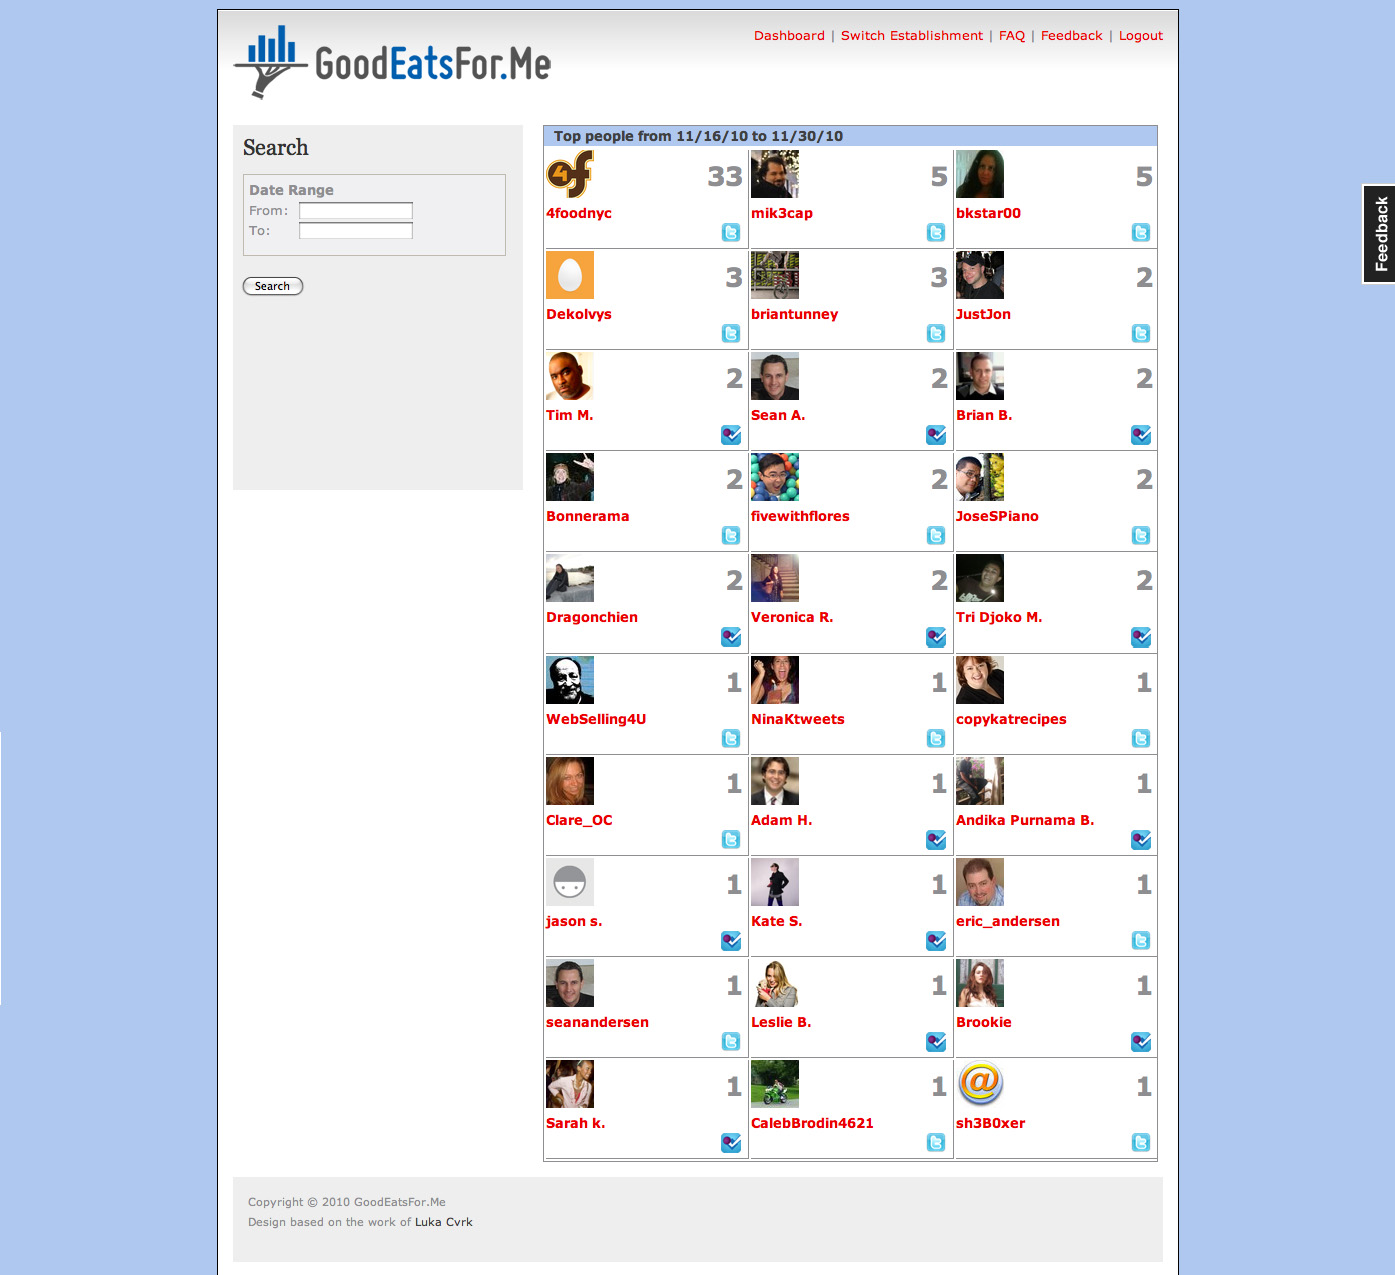 GoodEatsFor.Me
Dashboard | Switch Establishment | FAQ | Feedback | Logout
Search
Date Range
From:
To:
Search
Top people from 11/16/10 to 11/30/10
4f 33 5 5
4foodnyc mik3cap bkstar00
3 3 2
Dekolvys briantunney JustJon
2 2 2
Tim M. Sean A. Brian B.
2 2 2
Bonnerama fivewithflores JoseSPiano
2 2 2
Dragonchien Veronica R. Tri Djoko M.
1 1 1
WebSelling4U NinaKtweets copykatrecipes
1 1 1
Clare_OC Adam H. Andika Purnama B.
1 1 1
jason s. Kate S. eric_andersen
1 1 1
seanandersen Leslie B. Brookie
1 1 @ 1
Sarah k. CalebBrodin4621 sh3B0xer
Feedback
Copyright © 2010 GoodEatsFor.Me
Design based on the work of Luka Cvrk